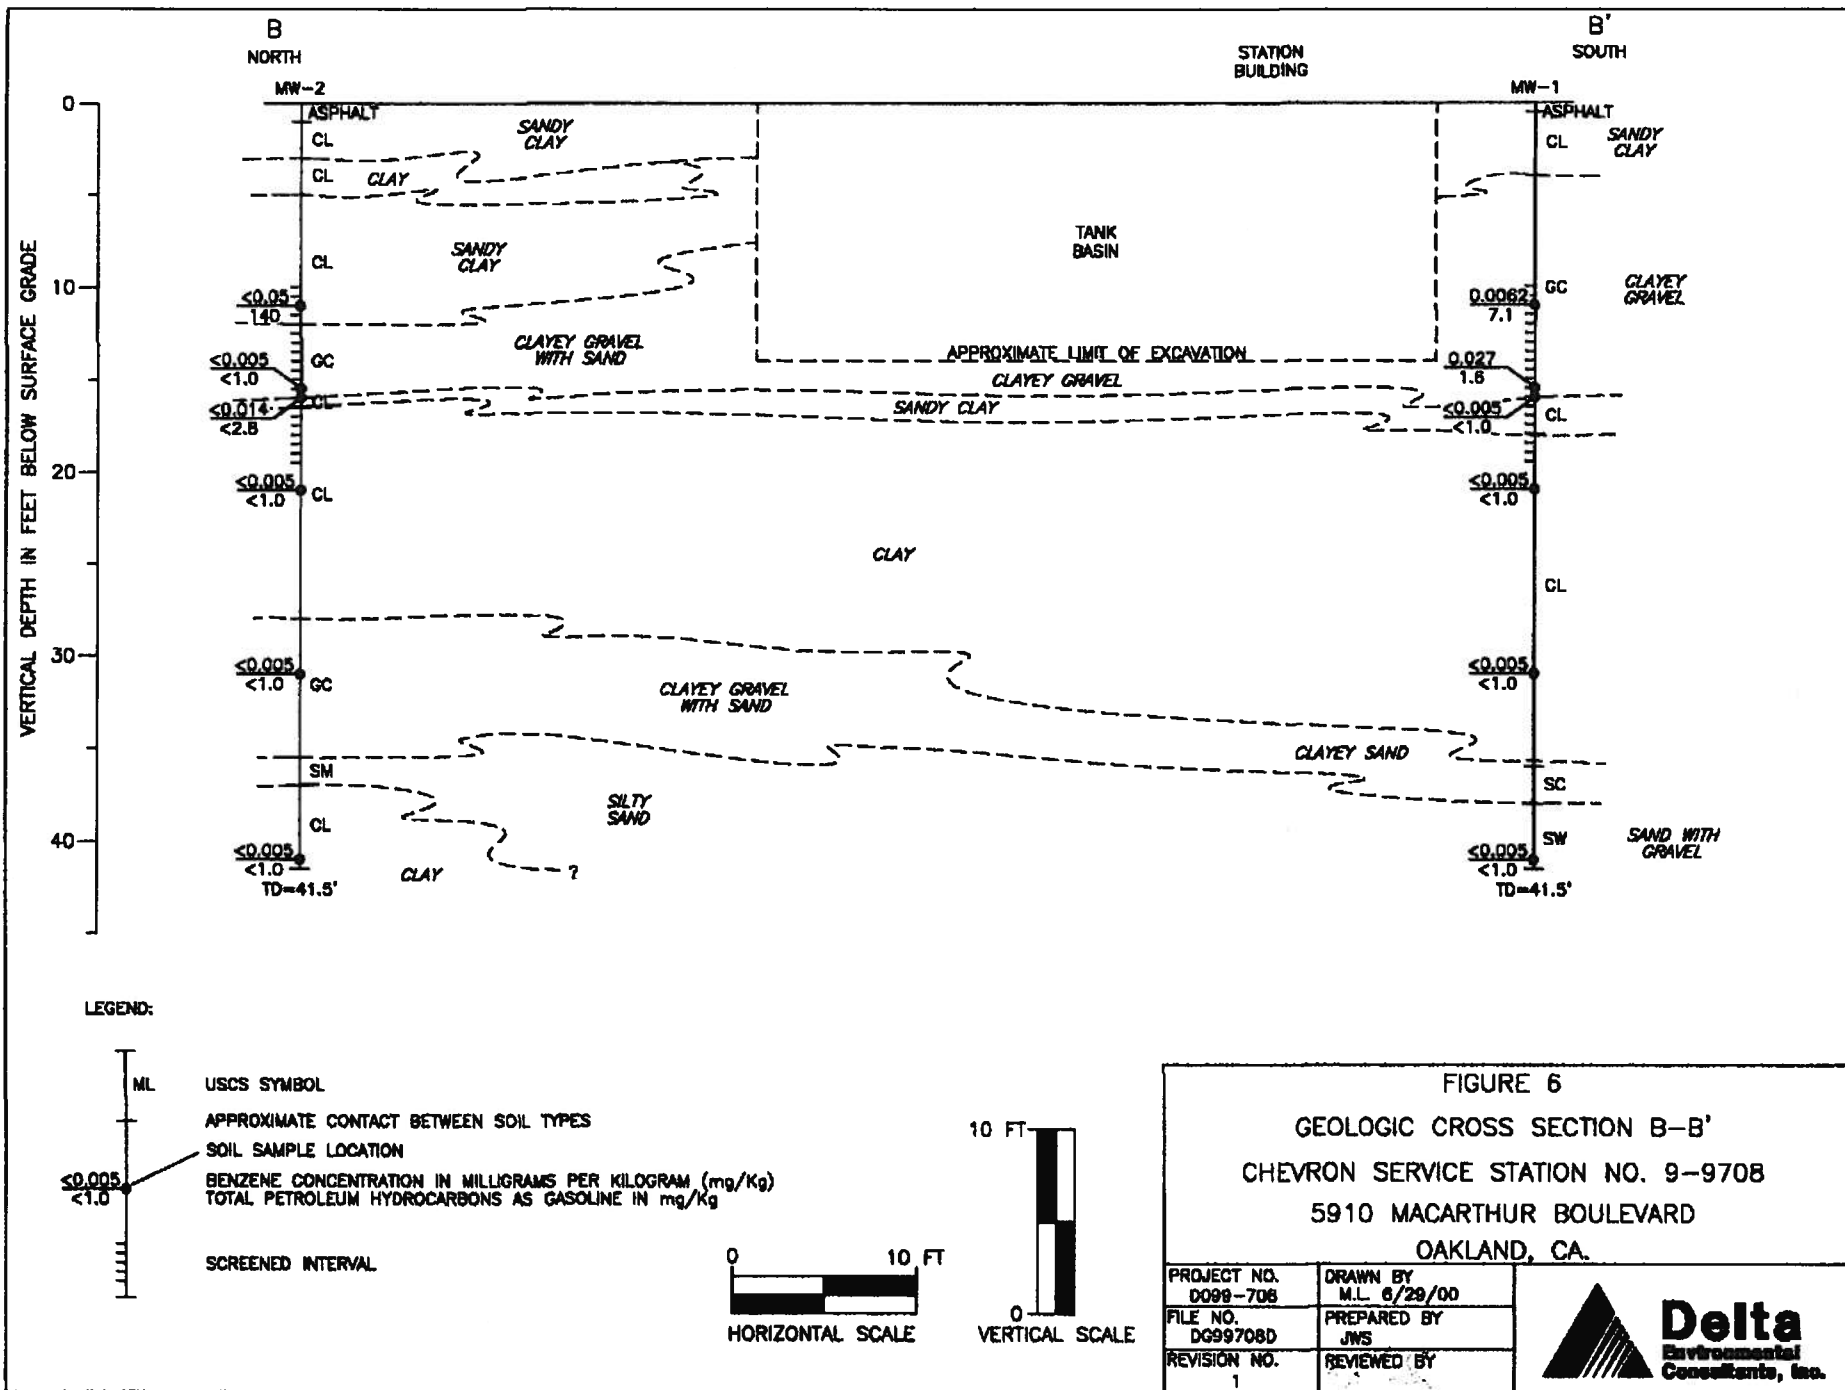 B
NORTH
MW-2
STATION
BUILDING
B'
SOUTH
MW-1
VERTICAL DEPTH IN FEET BELOW SURFACE GRADE
0
10
20
30
40
ASPHALT
CL
SANDY
CLAY
CL
CLAY
CL
SANDY
CLAY
<0.05
140
GC
CLAYEY GRAVEL
WITH SAND
<0.005
<1.0
CL
<0.014
<2.8
<0.005
<1.0
CL
<0.005
<1.0
GC
SM
CL
<0.005
<1.0
TD=41.5'
CLAY
?
TANK
BASIN
APPROXIMATE LIMIT OF EXCAVATION
CLAYEY GRAVEL
SANDY CLAY
CLAY
CLAYEY GRAVEL
WITH SAND
CLAYEY SAND
SILTY
SAND
ASPHALT
CL
SANDY
CLAY
GC
CLAYEY
GRAVEL
0.0062
7.1
0.027
1.6
<0.005
<1.0
CL
<0.005
<1.0
CL
<0.005
<1.0
SC
SW
SAND WITH
GRAVEL
<0.005
<1.0
TD=41.5'
LEGEND:
ML
USCS SYMBOL
APPROXIMATE CONTACT BETWEEN SOIL TYPES
SOIL SAMPLE LOCATION
<0.005
<1.0
BENZENE CONCENTRATION IN MILLIGRAMS PER KILOGRAM (mg/Kg)
TOTAL PETROLEUM HYDROCARBONS AS GASOLINE IN mg/Kg
SCREENED INTERVAL
0 10 FT
HORIZONTAL SCALE
10 FT
0
VERTICAL SCALE
FIGURE 6
GEOLOGIC CROSS SECTION B-B'
CHEVRON SERVICE STATION NO. 9-9708
5910 MACARTHUR BOULEVARD
OAKLAND, CA.
PROJECT NO.
D099-708
DRAWN BY
M.L. 6/29/00
FILE NO.
DG99708D
PREPARED BY
JWS
REVISION NO.
1
REVIEWED BY
Delta
Environmental
Consultants, Inc.